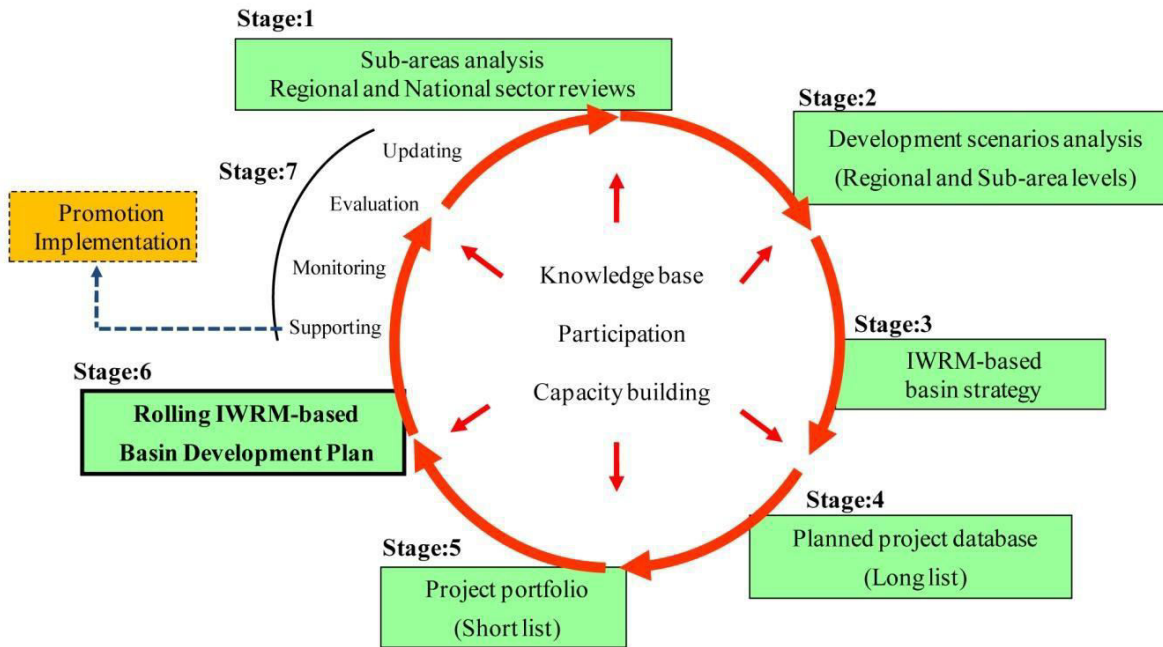 Stage:1
Sub-areas analysis
Regional and National sector reviews
Stage:2
Development scenarios analysis
(Regional and Sub-area levels)
Stage:3
IWRM-based
basin strategy
Stage:4
Planned project database
(Long list)
Stage:5
Project portfolio
(Short list)
Stage:6
Rolling IWRM-based
Basin Development Plan
Stage:7
Updating
Evaluation
Monitoring
Supporting
Promotion
Implementation
Knowledge base
Participation
Capacity building